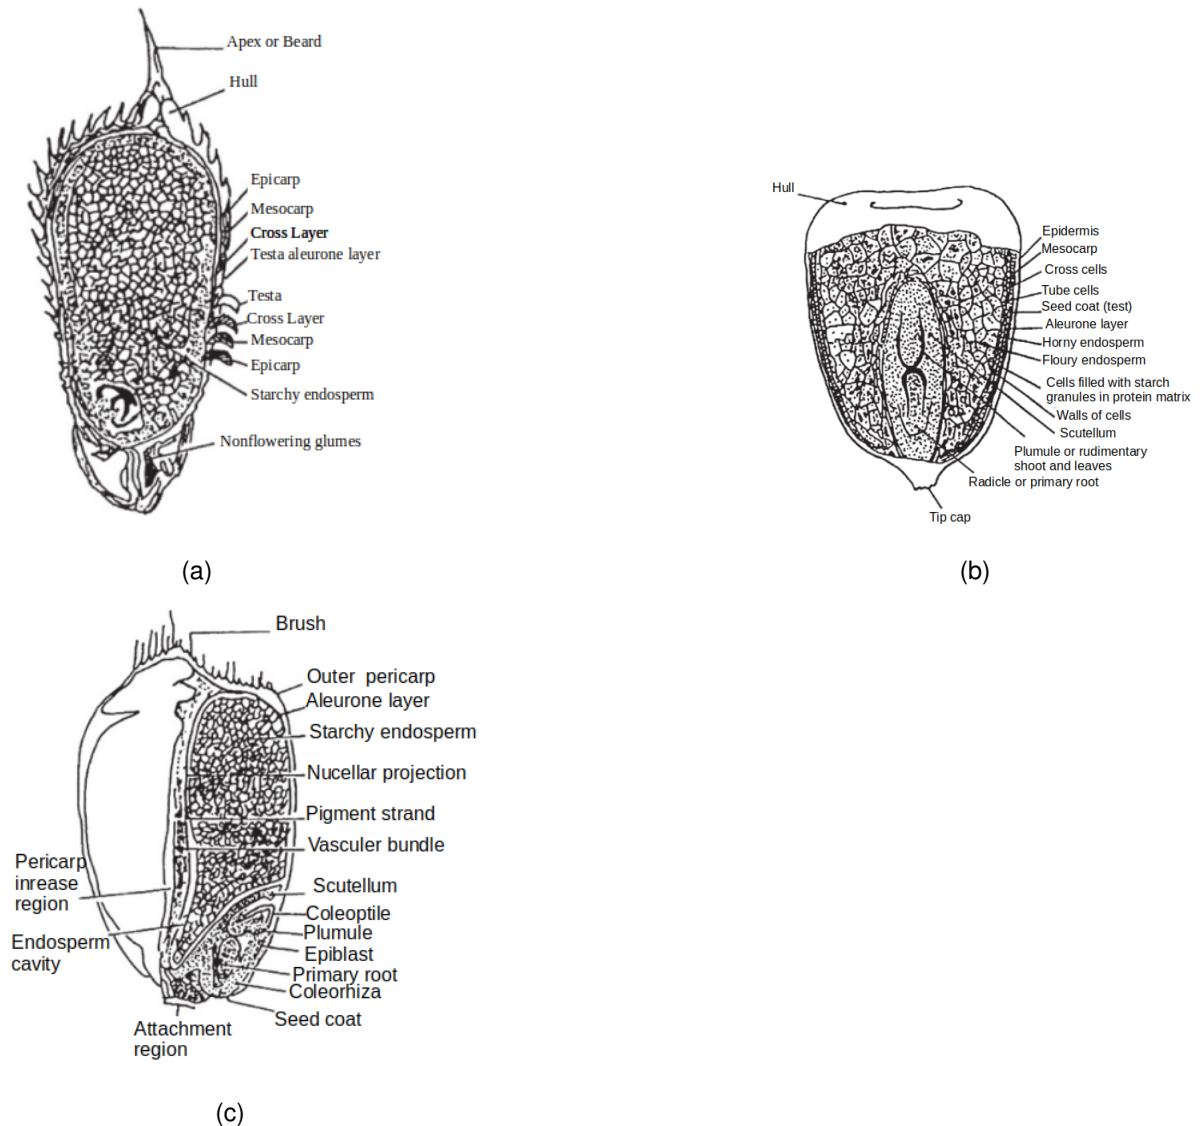 Apex or Beard
Hull
Epicarp
Mesocarp
Cross Layer
Testa aleurone layer
Testa
Cross Layer
Mesocarp
Epicarp
Starchy endosperm
Nonflowering glumes
(a)
Hull
Epidermis
Mesocarp
Cross cells
Tube cells
Seed coat (test)
Aleurone layer
Horny endosperm
Floury endosperm
Cells filled with starch
granules in protein matrix
Walls of cells
Scutellum
Plumule or rudimentary
shoot and leaves
Radicle or primary root
Tip cap
(b)
Brush
Outer pericarp
Aleurone layer
Starchy endosperm
Nucellar projection
Pigment strand
Vasculer bundle
Scutellum
Coleoptile
Plumule
Epiblast
Primary root
Coleorhiza
Seed coat
Pericarp
inrease
region
Endosperm
cavity
Attachment
region
(c)